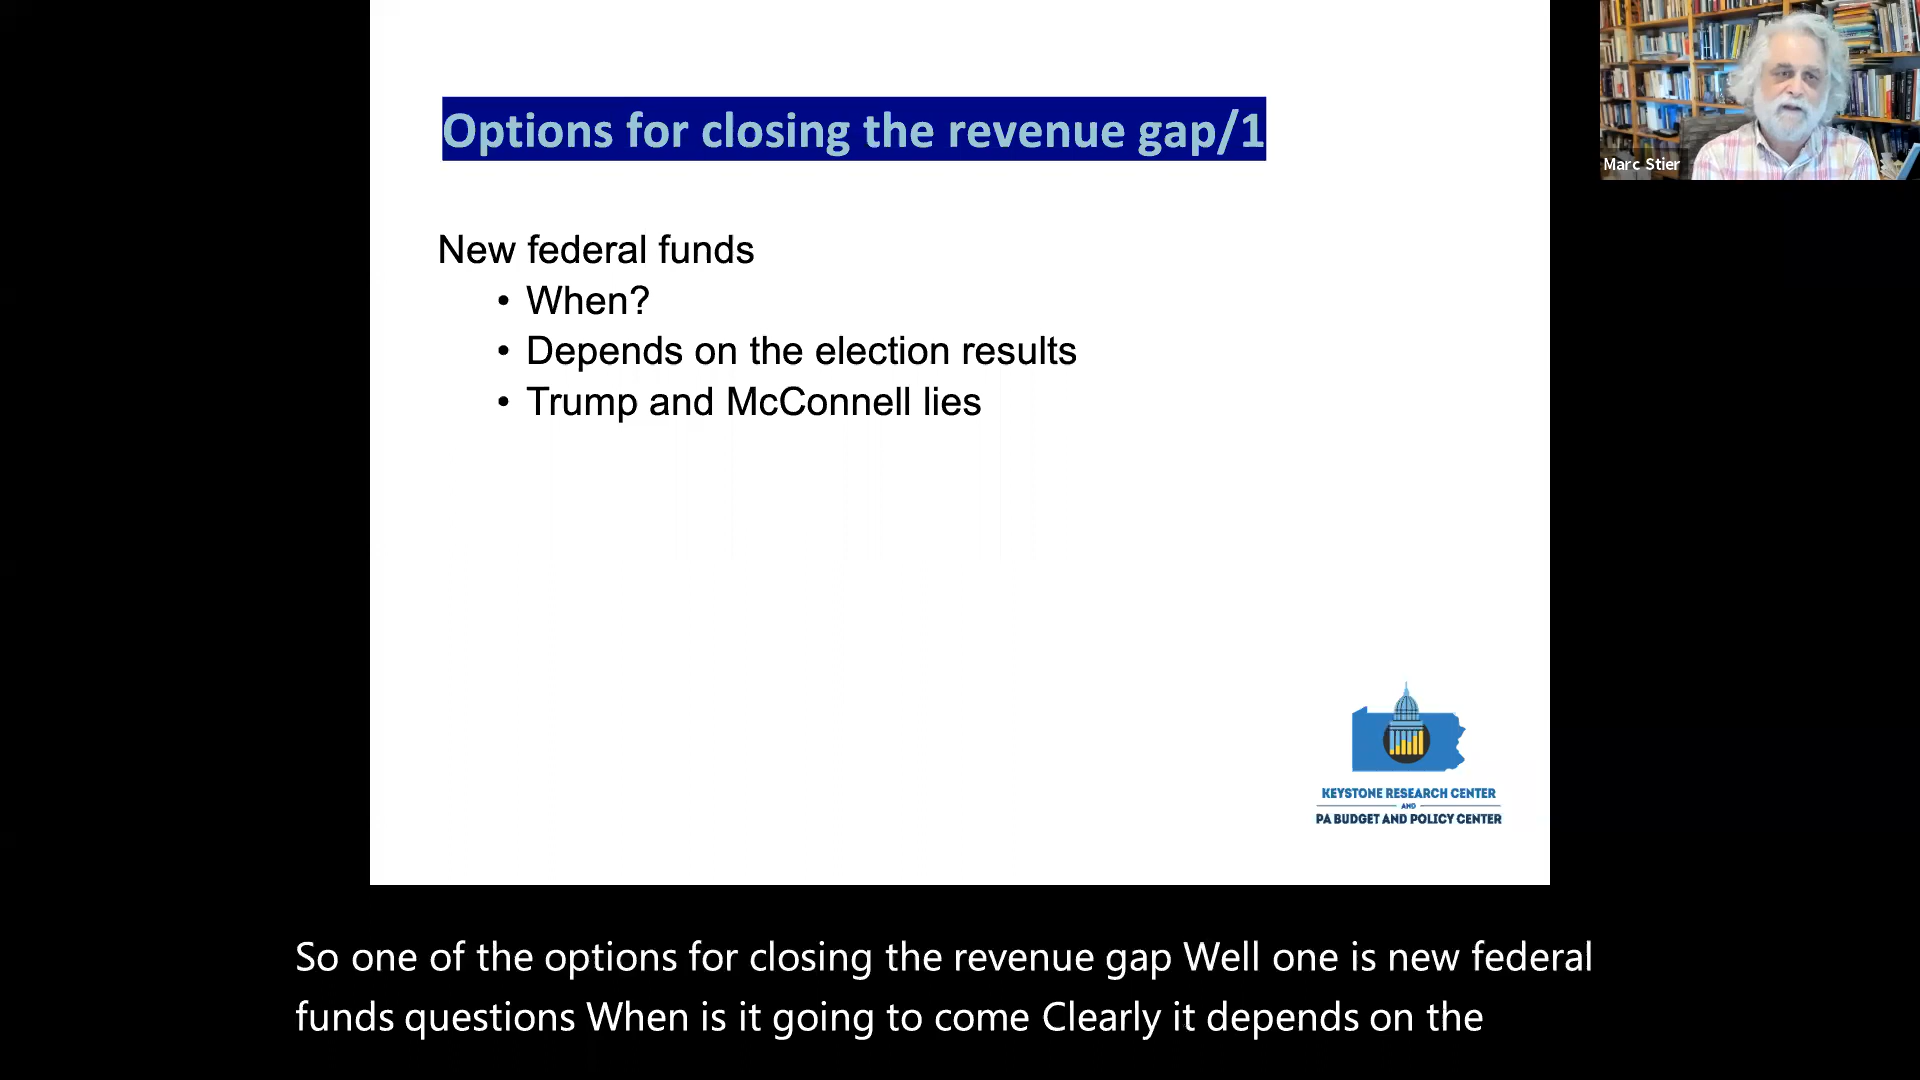 Options for closing the revenue gap/1
Marc Stier
New federal funds
• When?
• Depends on the election results
• Trump and McConnell lies
KEYSTONE RESEARCH CENTER
AND
PA BUDGET AND POLICY CENTER
So one of the options for closing the revenue gap Well one is new federal
funds questions When is it going to come Clearly it depends on the